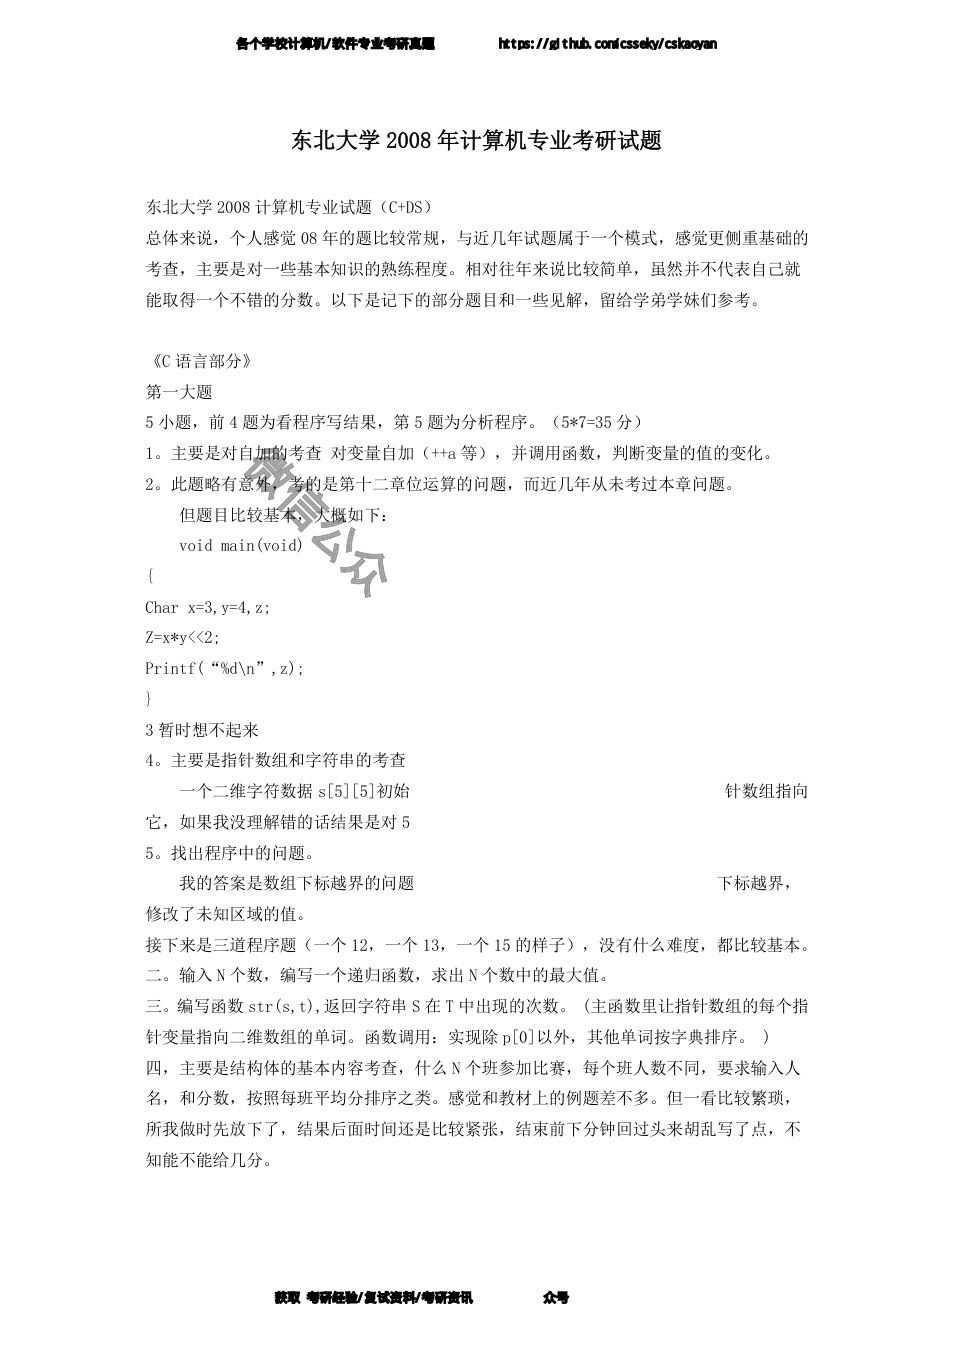 各个学校计算机/软件专业考研真题 https://github.com/csseky/cskaoyan
东北大学 2008 年计算机专业考研试题
东北大学 2008 计算机专业试题（C+DS）
总体来说，个人感觉 08 年的题比较常规，与近几年试题属于一个模式，感觉更侧重基础的
考查，主要是对一些基本知识的熟练程度。相对往年来说比较简单，虽然并不代表自己就
能取得一个不错的分数。以下是记下的部分题目和一些见解，留给学弟学妹们参考。
《C 语言部分》
第一大题
5 小题，前 4 题为看程序写结果，第 5 题为分析程序。（5*7=35 分）
1。主要是对自加的考查 对变量自加（++a 等），并调用函数，判断变量的值的变化。
2。此题略有意外，考的是第十二章位运算的问题，而近几年从未考过本章问题。
但题目比较基本，大概如下：
void main(void)
{
Char x=3,y=4,z;
Z=x*y<<2;
Printf(“%d\n”,z);
}
3 暂时想不起来
4。主要是指针数组和字符串的考查
一个二维字符数据 s[5][5]初始 针数组指向
它，如果我没理解错的话结果是对 5
5。找出程序中的问题。
我的答案是数组下标越界的问题 下标越界，
修改了未知区域的值。
接下来是三道程序题（一个 12，一个 13，一个 15 的样子），没有什么难度，都比较基本。
二。输入 N 个数，编写一个递归函数，求出 N 个数中的最大值。
三。编写函数 str(s,t),返回字符串 S 在 T 中出现的次数。 (主函数里让指针数组的每个指
针变量指向二维数组的单词。函数调用：实现除 p[0]以外，其他单词按字典排序。 )
四，主要是结构体的基本内容考查，什么 N 个班参加比赛，每个班人数不同，要求输入人
名，和分数，按照每班平均分排序之类。感觉和教材上的例题差不多。但一看比较繁琐，
所我做时先放下了，结果后面时间还是比较紧张，结束前下分钟回过头来胡乱写了点，不
知能不能给几分。
微信公众
获取 考研经验/复试资料/考研资讯 众号